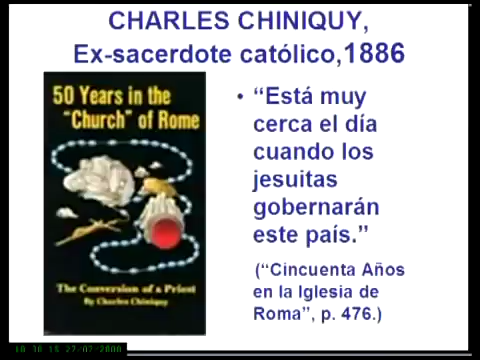 CHARLES CHINIQUY,
Ex-sacerdote católico,1886
50 Years in the
"Church" of Rome
The Conversion of a Priest
By Charles Chiniquy
• “Está muy
cerca el día
cuando los
jesuitas
gobernarán
este país.”
(“Cincuenta Años
en la Iglesia de
Roma”, p. 476.)